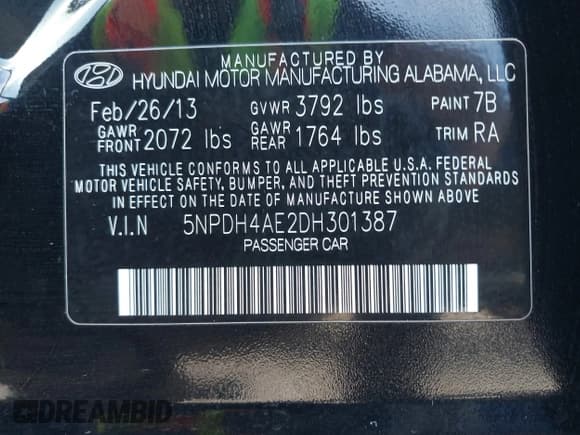 MANUFACTURED BY
HYUNDAI MOTOR MANUFACTURING ALABAMA, LLC
Feb/26/13 GVWR 3792 lbs PAINT 7B
GAWR FRONT 2072 lbs GAWR REAR 1764 lbs TRIM RA
THIS VEHICLE CONFORMS TO ALL APPLICABLE U.S.A. FEDERAL
MOTOR VEHICLE SAFETY, BUMPER, AND THEFT PREVENTION STANDARDS
IN EFFECT ON THE DATE OF MANUFACTURE SHOWN ABOVE.
V.I.N 5NPDH4AE2DH301387
PASSENGER CAR
DREAMBID